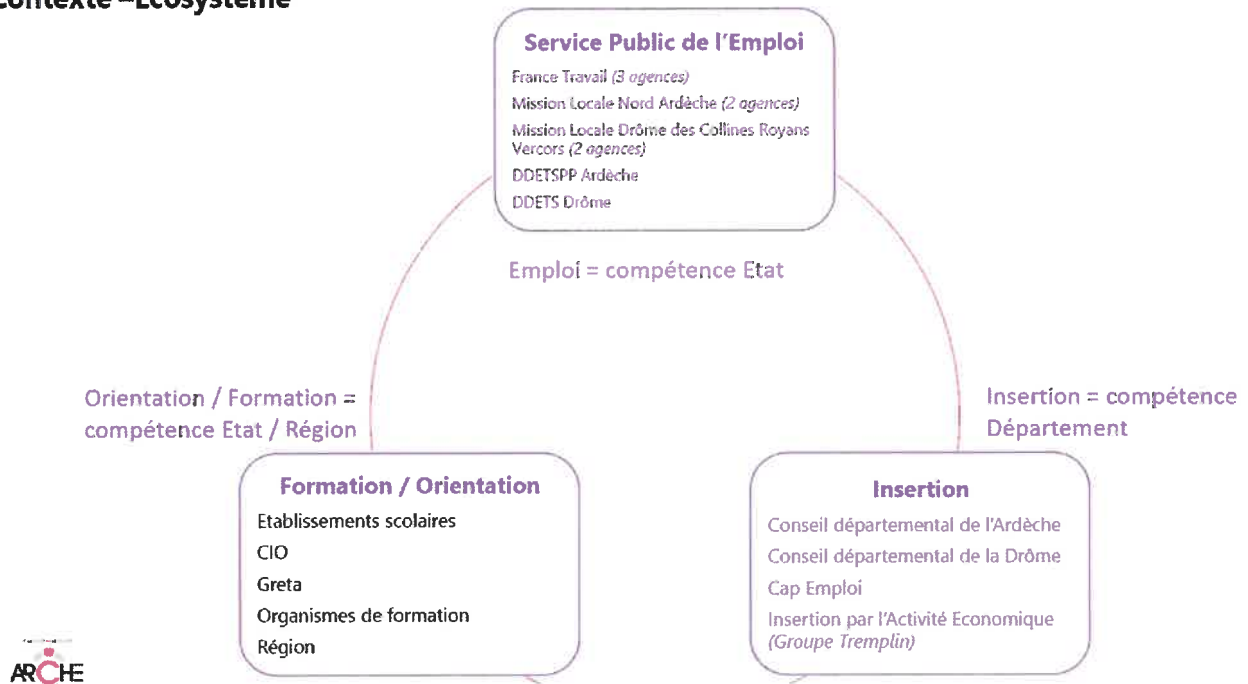 Contexte –Ecosystème
Service Public de l'Emploi
France Travail (3 agences)
Mission Locale Nord Ardèche (2 agences)
Mission Locale Drôme des Collines Royans
Vercors (2 agences)
DDETSPP Ardèche
DDETS Drôme
Emploi = compétence Etat
Orientation / Formation =
compétence Etat / Région
Insertion = compétence
Département
Formation / Orientation
Etablissements scolaires
CIO
Greta
Organismes de formation
Région
Insertion
Conseil départemental de l'Ardèche
Conseil départemental de la Drôme
Cap Emploi
Insertion par l'Activité Economique
(Groupe Tremplin)
ARCHE